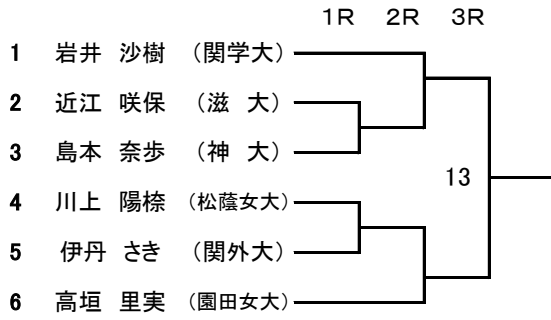 1R 2R 3R
1 岩井 沙樹 (関学大)
2 近江 咲保 (滋 大)
3 島本 奈歩 (神 大)
13
4 川上 陽榛 (松蔭女大)
5 伊丹 さき (関外大)
6 高垣 里実 (園田女大)